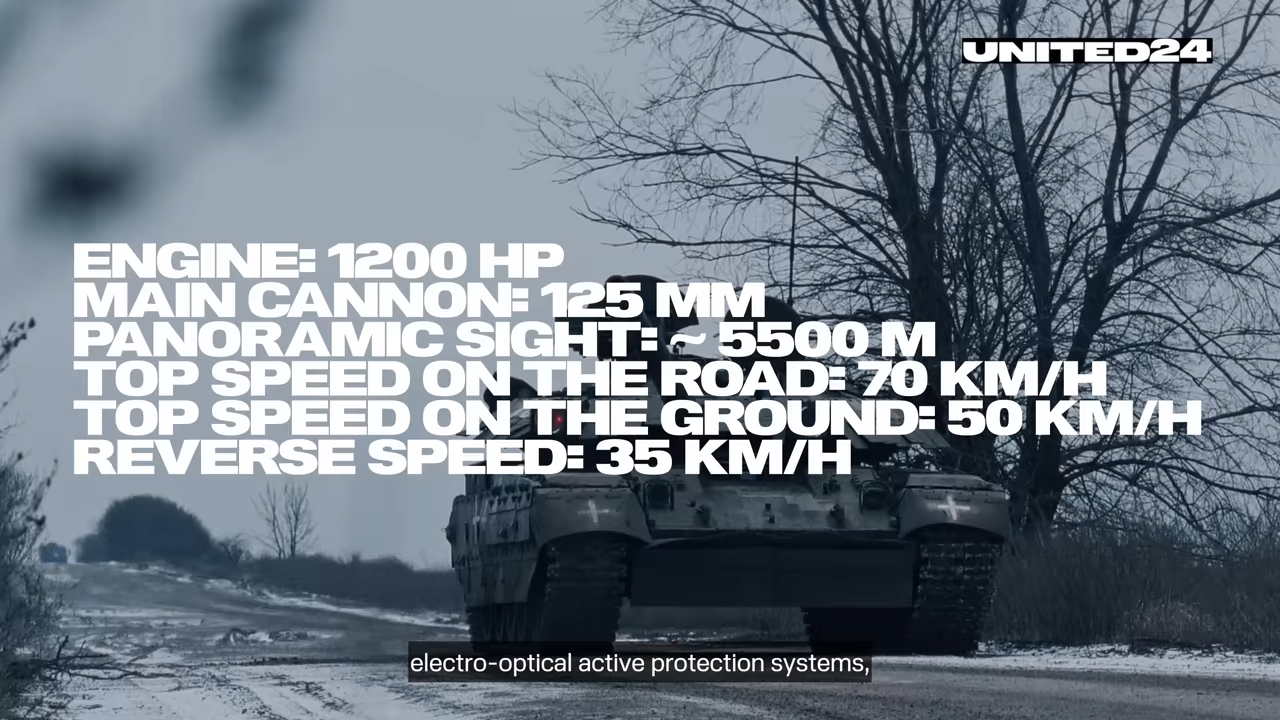 UNITED24
ENGINE: 1200 HP
MAIN CANNON: 125 MM
PANORAMIC SIGHT: ~ 5500 M
TOP SPEED ON THE ROAD: 70 KM/H
TOP SPEED ON THE GROUND: 50 KM/H
REVERSE SPEED: 35 KM/H
electro-optical active protection systems,